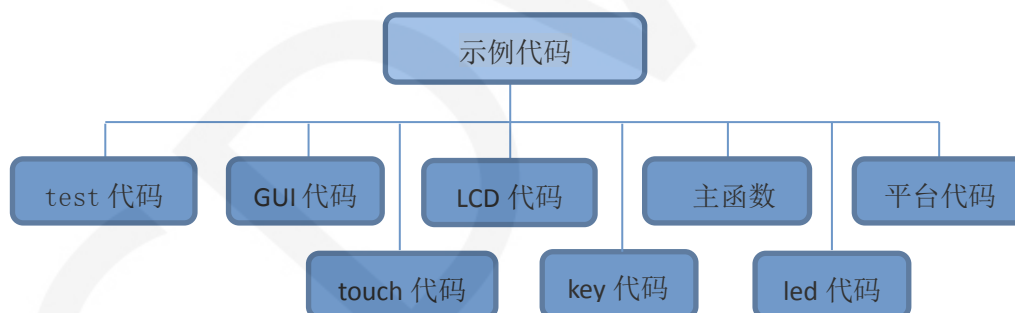 示例代码
test 代码
GUI 代码
LCD 代码
主函数
平台代码
touch 代码
key 代码
led 代码